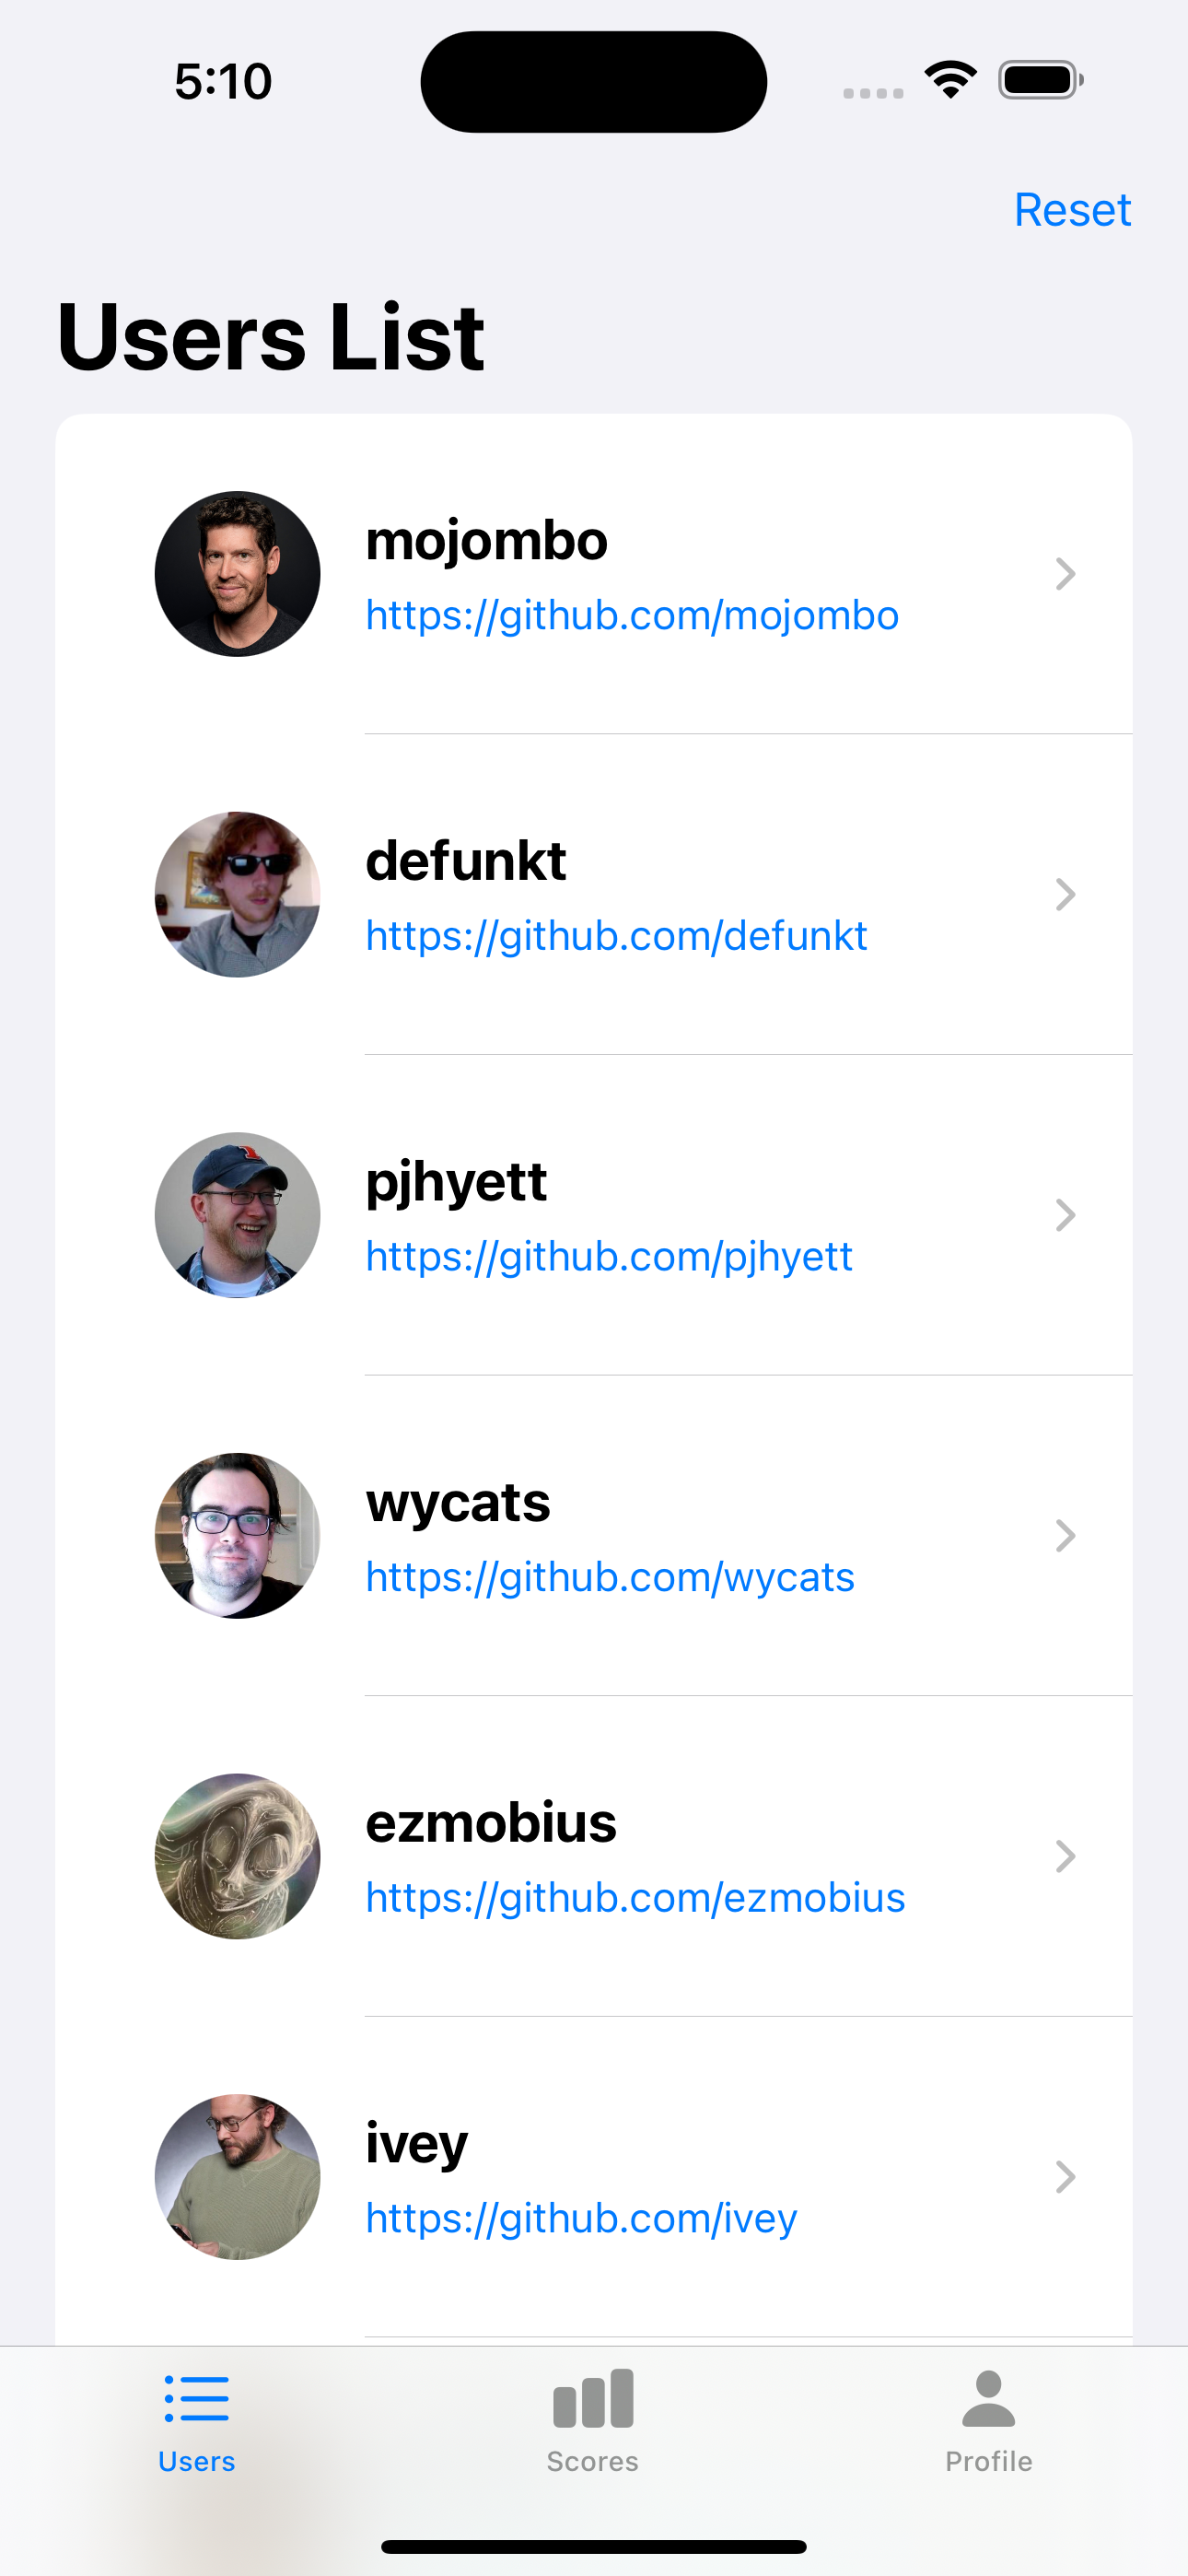 5:10
Reset
Users List
mojombo
https://github.com/mojombo
defunkt
https://github.com/defunkt
pjhyett
https://github.com/pjhyett
wycats
https://github.com/wycats
ezmobius
https://github.com/ezmobius
ivey
https://github.com/ivey
Users
Scores
Profile